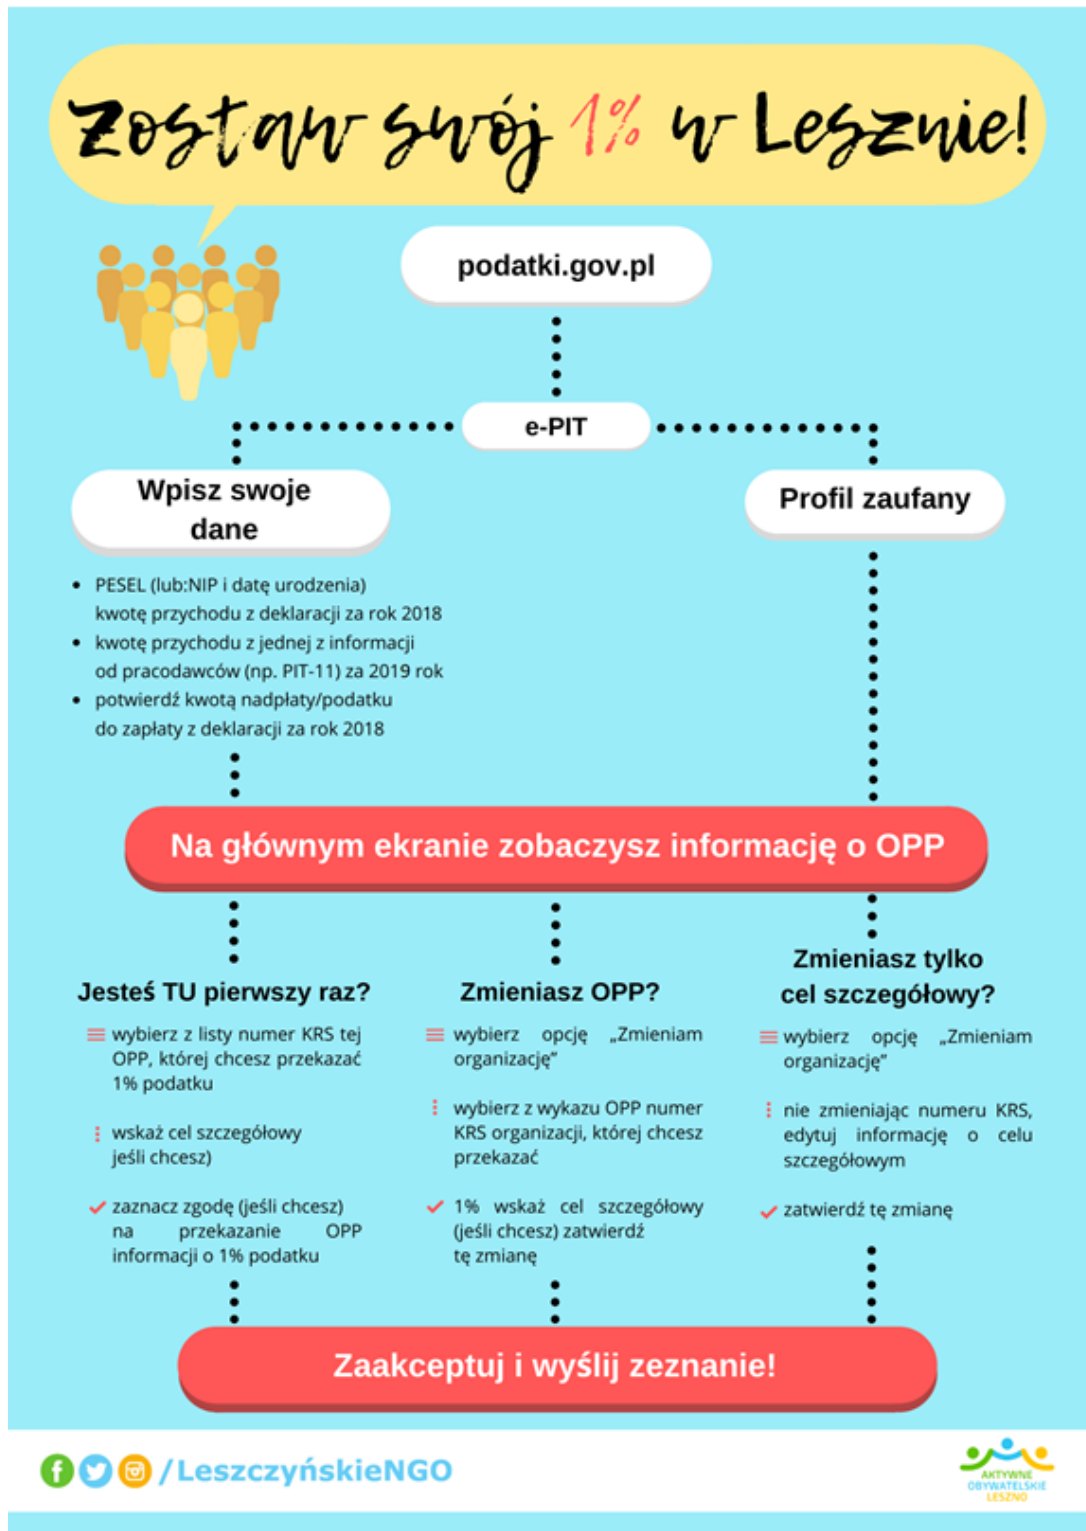 Zostaw swój 1% w Lesznie!
podatki.gov.pl
e-PIT
Wpisz swoje
dane
• PESEL (lub:NIP i datę urodzenia)
kwotę przychodu z deklaracji za rok 2018
• kwotę przychodu z jednej z informacji
od pracodawców (np. PIT-11) za 2019 rok
• potwierdź kwotą nadpłaty/podatku
do zapłaty z deklaracji za rok 2018
Profil zaufany
Na głównym ekranie zobaczysz informację o OPP
Jesteś TU pierwszy raz?
wybierz z listy numer KRS tej
OPP, której chcesz przekazać
1% podatku
wskaż cel szczegółowy
jeśli chcesz)
zaznacz zgodę (jeśli chcesz)
na przekazanie OPP
informacji o 1% podatku
Zmieniasz OPP?
wybierz opcję „Zmieniam
organizację”
wybierz z wykazu OPP numer
KRS organizacji, której chcesz
przekazać
1% wskaż cel szczegółowy
(jeśli chcesz) zatwierdź
tę zmianę
Zmieniasz tylko
cel szczegółowy?
wybierz opcję „Zmieniam
organizację”
nie zmieniając numeru KRS,
edytuj informację o celu
szczegółowym
zatwierdź tę zmianę
Zaakceptuj i wyślij zeznanie!
/LeszczyńskieNGO
AKTYWNE
OBYWATELSKIE
LESZNO